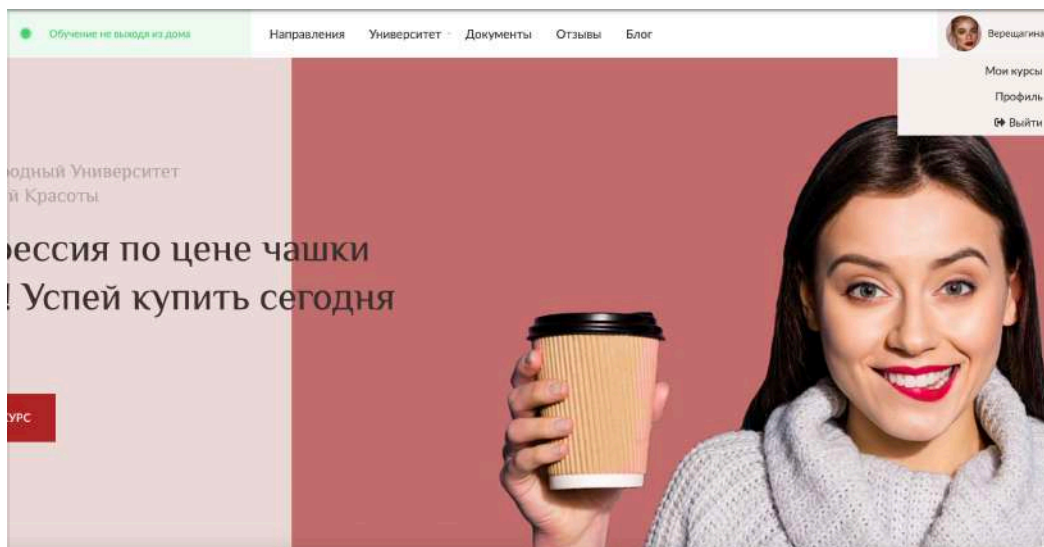 Обучение не выходя из дома
Направления Университет Документы Отзывы Блог
Верещагина
Мои курсы
Профиль
Выйти
одный Университет
й Красоты
ессия по цене чашки
! Успей купить сегодня
УРС